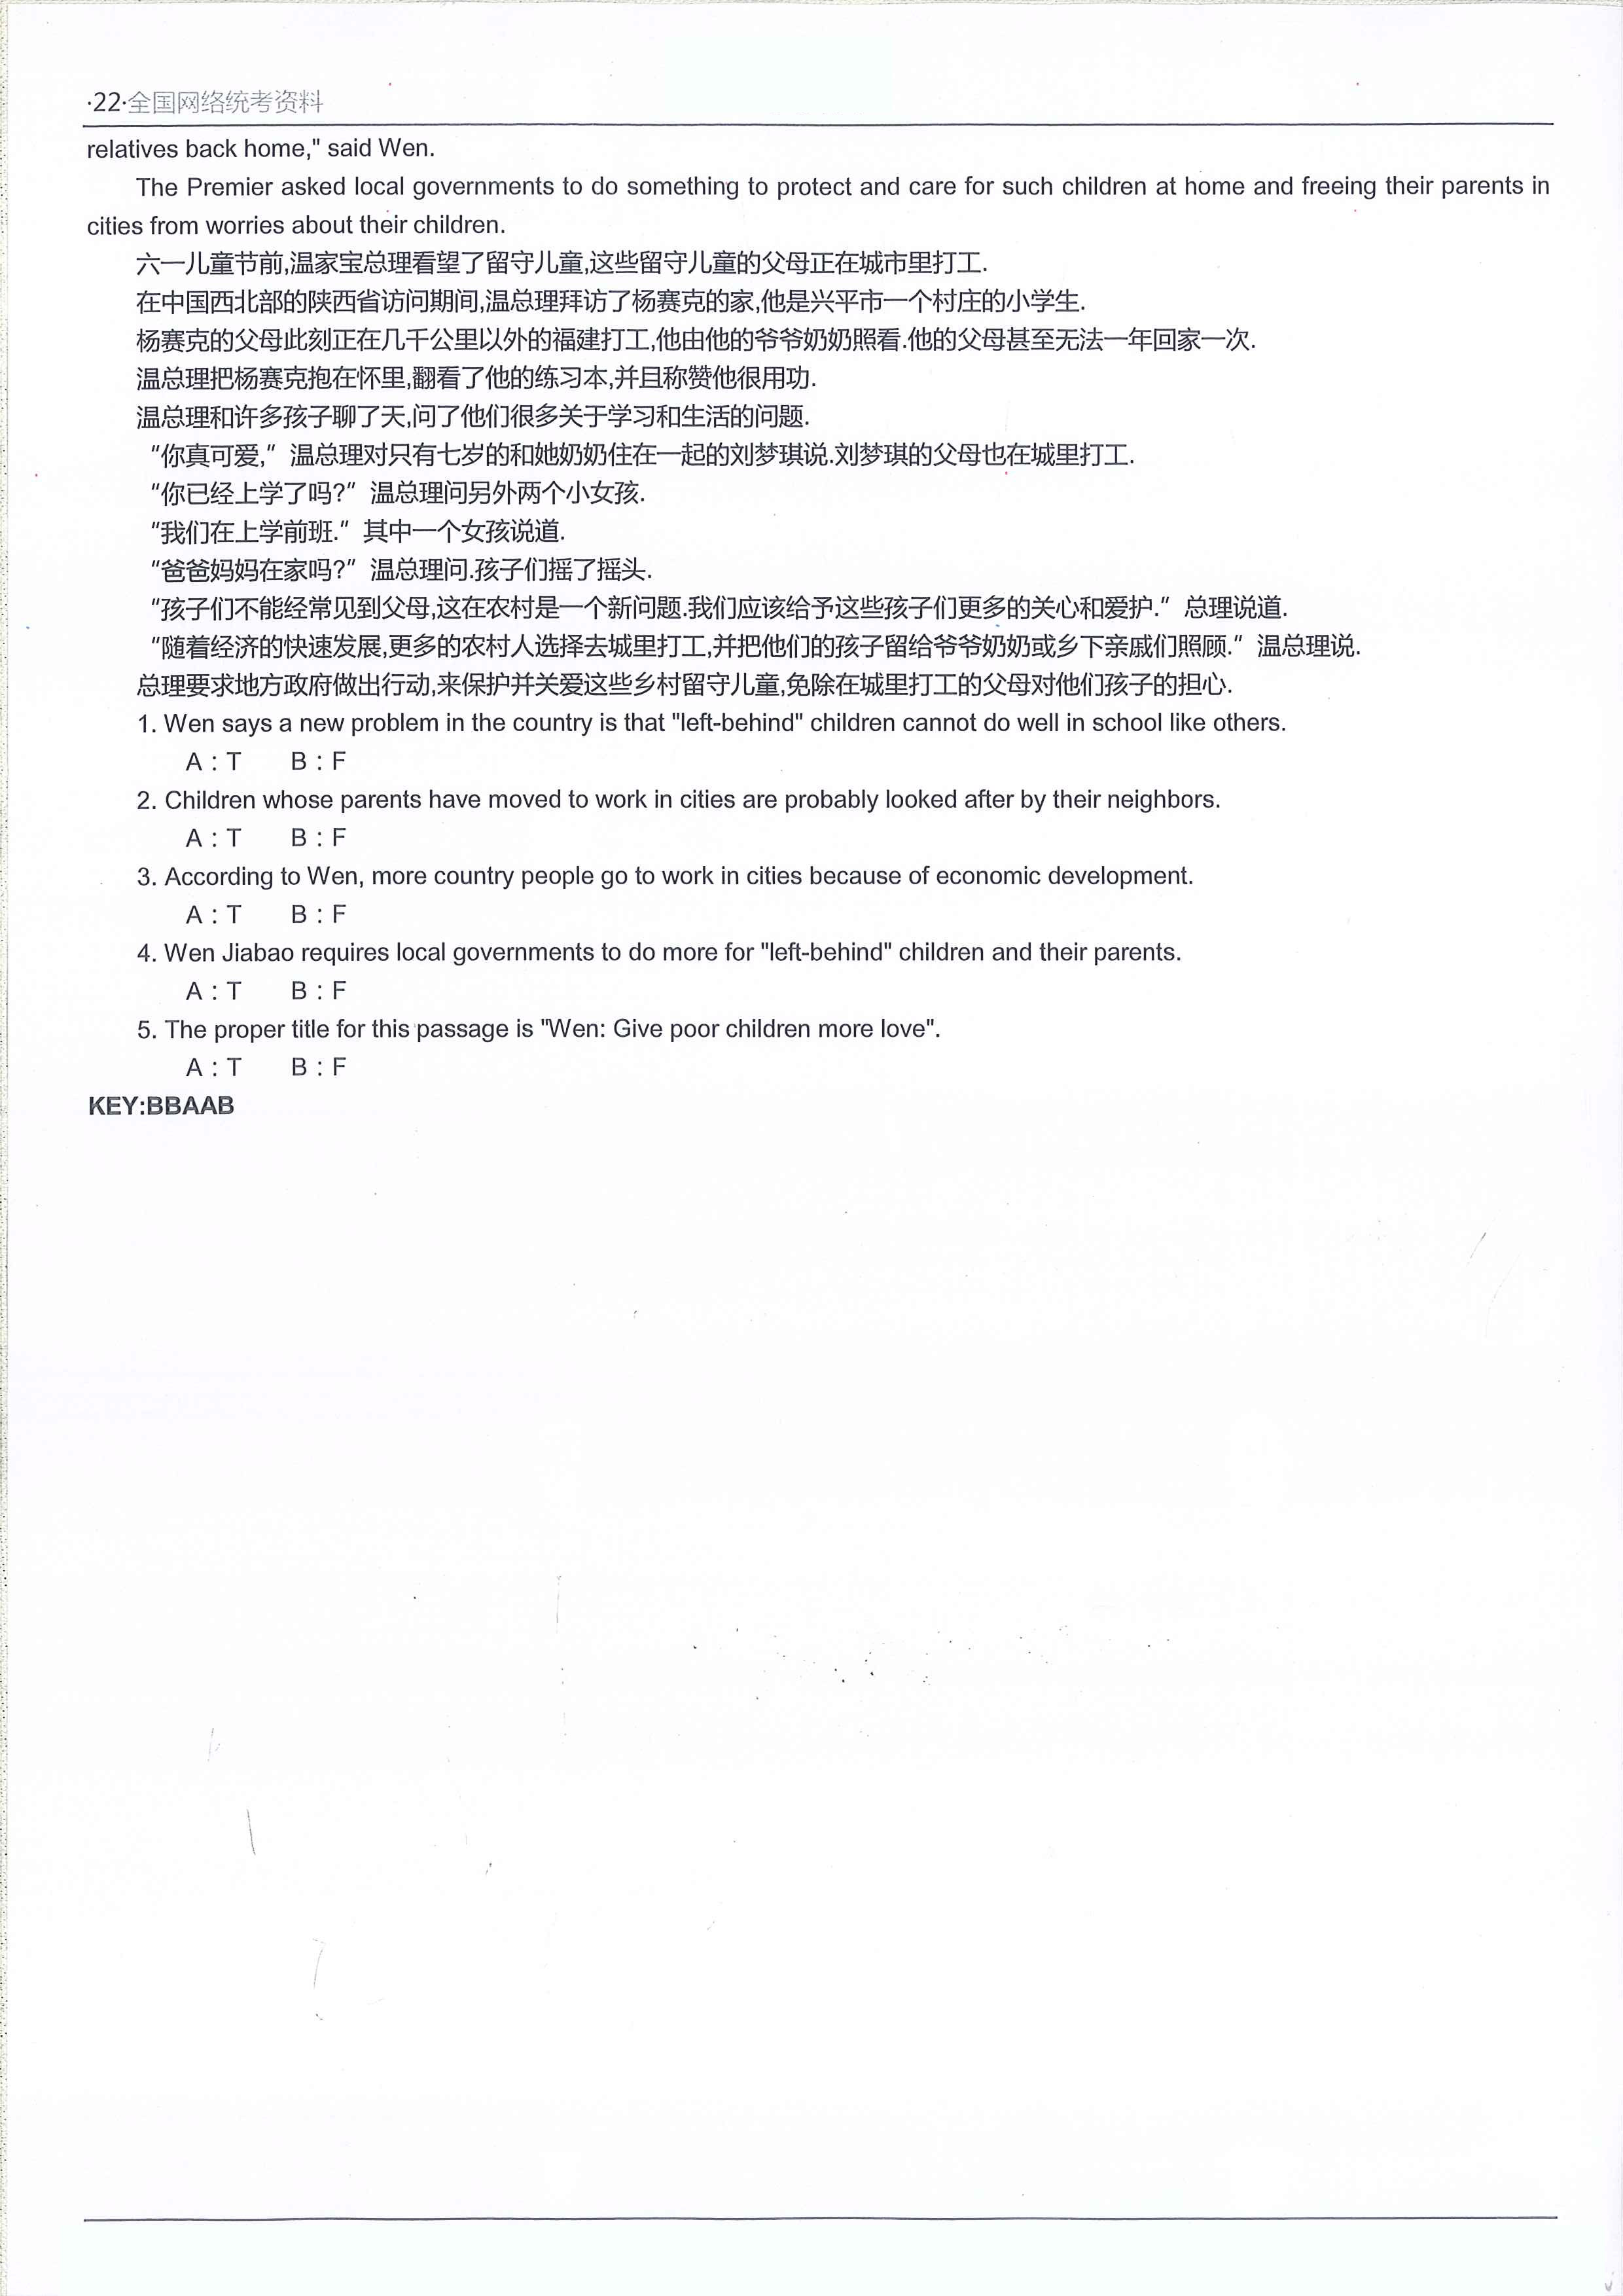 ·22·全国网络统考资料
relatives back home," said Wen.
The Premier asked local governments to do something to protect and care for such children at home and freeing their parents in
cities from worries about their children.
六一儿童节前,温家宝总理看望了留守儿童,这些留守儿童的父母正在城市里打工.
在中国西北部的陕西省访问期间,温总理拜访了杨赛克的家,他是兴平市一个村庄的小学生.
杨赛克的父母此刻正在几千公里以外的福建打工,他由他的爷爷奶奶照看.他的父母甚至无法一年回家一次.
温总理把杨赛克抱在怀里,翻看了他的练习本,并且称赞他很用功.
温总理和许多孩子聊了天,问了他们很多关于学习和生活的问题.
“你真可爱,” 温总理对只有七岁的和她奶奶住在一起的刘梦琪说.刘梦琪的父母也在城里打工.
“你已经上学了吗?” 温总理问另外两个小女孩.
“我们在上学前班.” 其中一个女孩说道.
“爸爸妈妈在家吗?” 温总理问.孩子们摇了摇头.
“孩子们不能经常见到父母,这在农村是一个新问题.我们应该给予这些孩子们更多的关心和爱护.” 总理说道.
“随着经济的快速发展,更多的农村人选择去城里打工,并把他们的孩子留给爷爷奶奶或乡下亲戚们照顾.” 温总理说.
总理要求地方政府做出行动,来保护并关爱这些乡村留守儿童,免除在城里打工的父母对他们孩子的担心.
1. Wen says a new problem in the country is that "left-behind" children cannot do well in school like others.
A : T B : F
2. Children whose parents have moved to work in cities are probably looked after by their neighbors.
A : T B : F
3. According to Wen, more country people go to work in cities because of economic development.
A : T B : F
4. Wen Jiabao requires local governments to do more for "left-behind" children and their parents.
A : T B : F
5. The proper title for this passage is "Wen: Give poor children more love".
A : T B : F
KEY:BBAAB